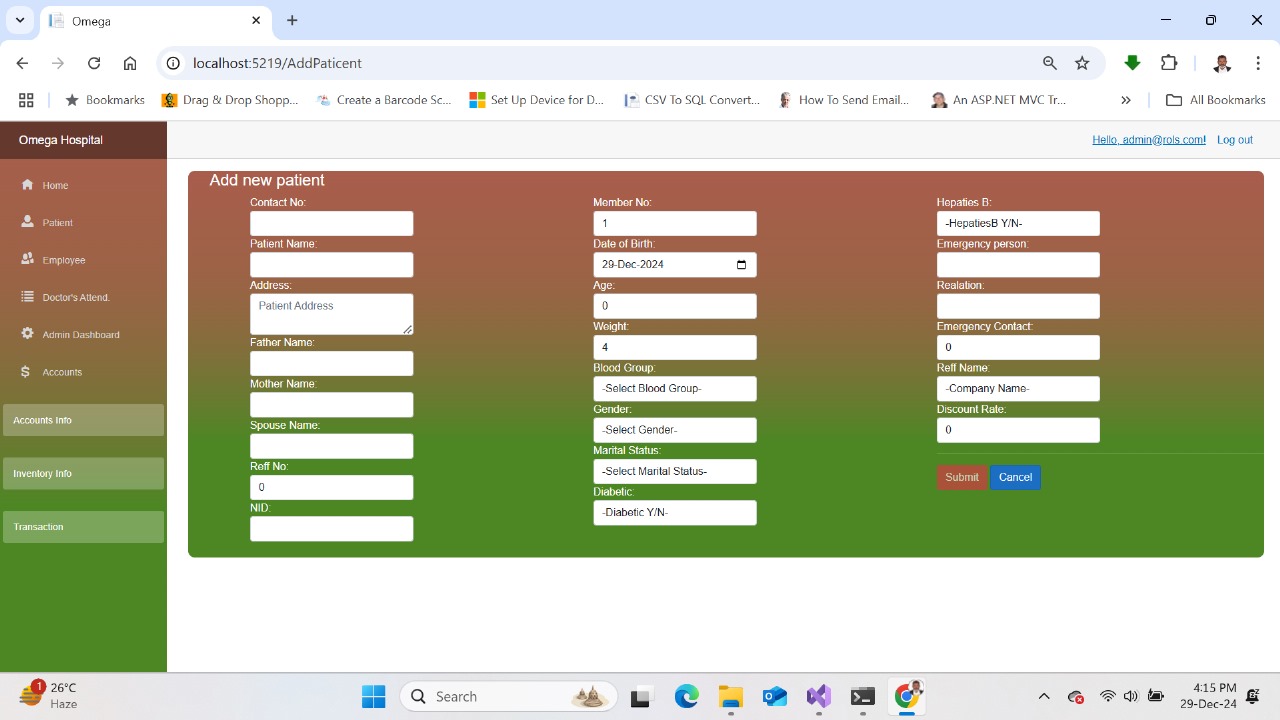 Omega
localhost:5219/AddPaticent
Bookmarks
Drag & Drop Shopp...
Create a Barcode Sc...
Set Up Device for D...
CSV To SQL Convert...
How To Send Email...
An ASP.NET MVC Tr...
All Bookmarks
Omega Hospital
Hello, admin@rols.com!
Log out
Home
Patient
Employee
Doctor's Attend.
Admin Dashboard
$ Accounts
Accounts Info
Inventory Info
Transaction
Add new patient
Contact No:
Patient Name:
Address:
Patient Address
Father Name:
Mother Name:
Spouse Name:
Reff No:
0
NID:
Member No:
1
Date of Birth:
29-Dec-2024
Age:
0
Weight:
4
Blood Group:
-Select Blood Group-
Gender:
-Select Gender-
Marital Status:
-Select Marital Status-
Diabetic:
-Diabetic Y/N-
Hepaties B:
-HepatiesB Y/N-
Emergency person:
Realation:
Emergency Contact:
0
Reff Name:
-Company Name-
Discount Rate:
0
Submit
Cancel
1
26°C
Haze
Search
4:15 PM
29-Dec-24